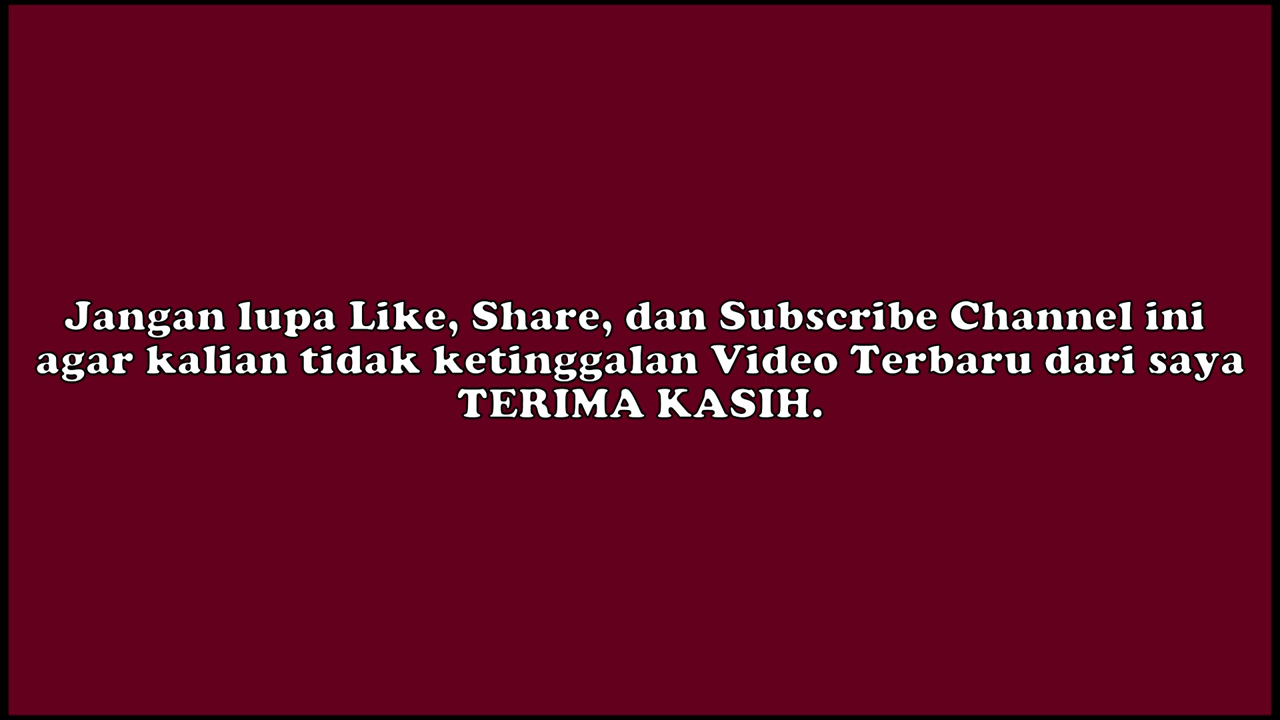 Jangan lupa Like, Share, dan Subscribe Channel ini
agar kalian tidak ketinggalan Video Terbaru dari saya
TERIMA KASIH.